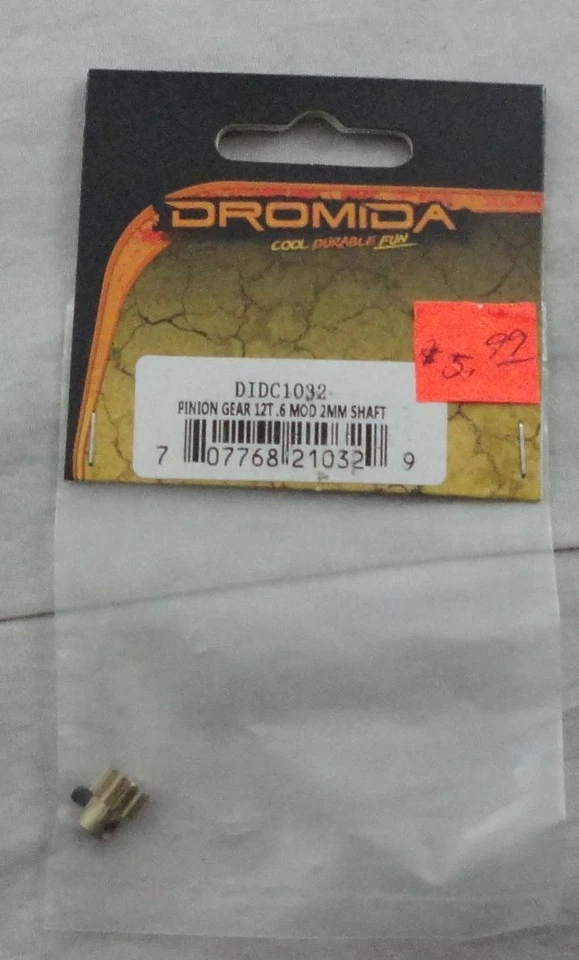 DROMIDA
COOL DURABLE FUN
$5.99
DIDC1032
PINION GEAR 12T .6 MOD 2MM SHAFT
7 07768 21032 9